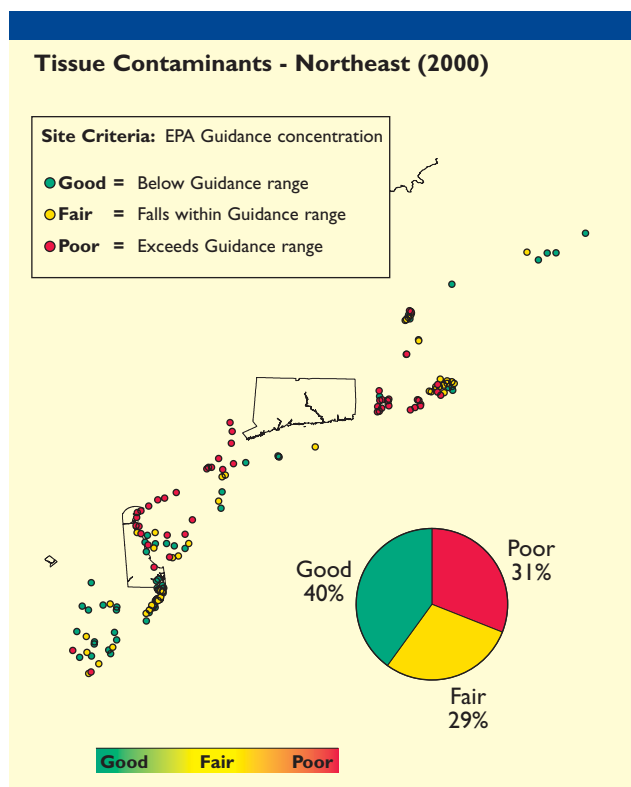 Tissue Contaminants - Northeast (2000)
Site Criteria: EPA Guidance concentration
Good = Below Guidance range
Fair = Falls within Guidance range
Poor = Exceeds Guidance range
Good
40%
Poor
31%
Fair
29%
Good Fair Poor